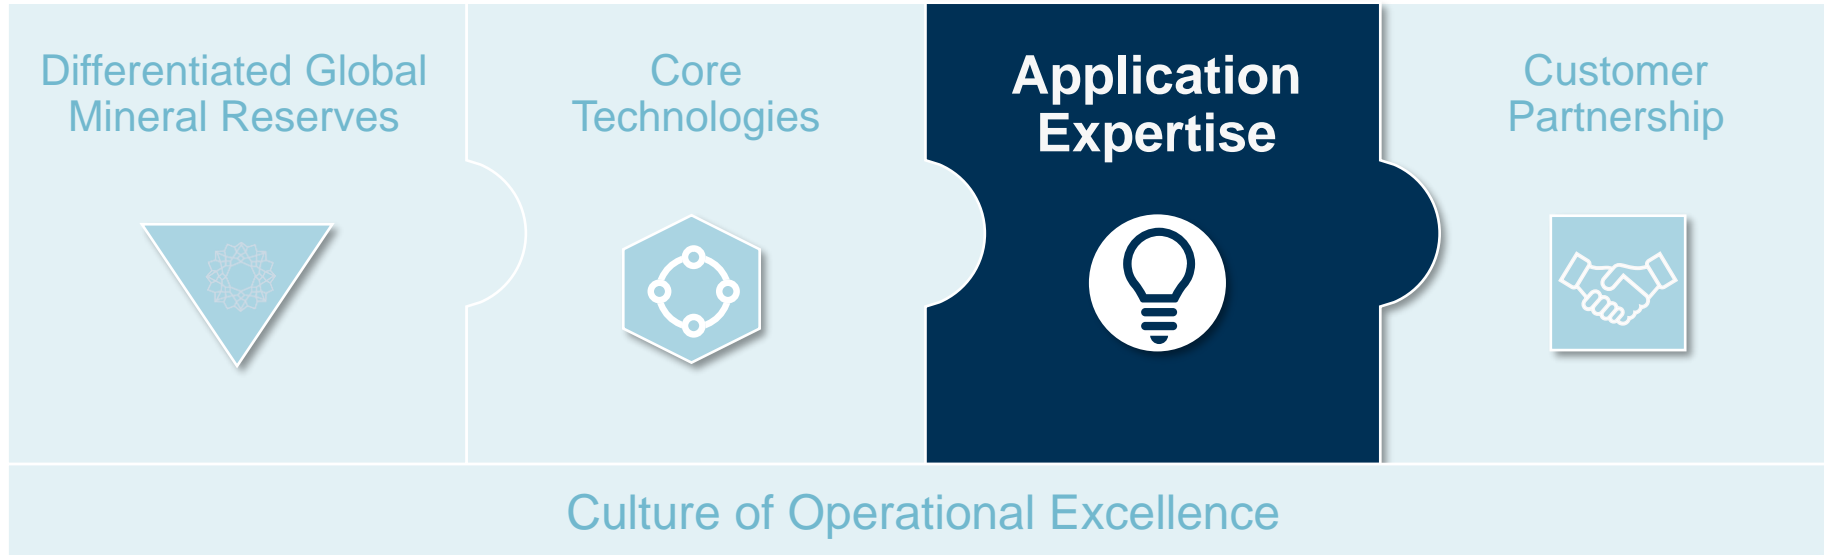 Differentiated Global
Mineral Reserves
Core
Technologies
Application
Expertise
Customer
Partnership
Culture of Operational Excellence